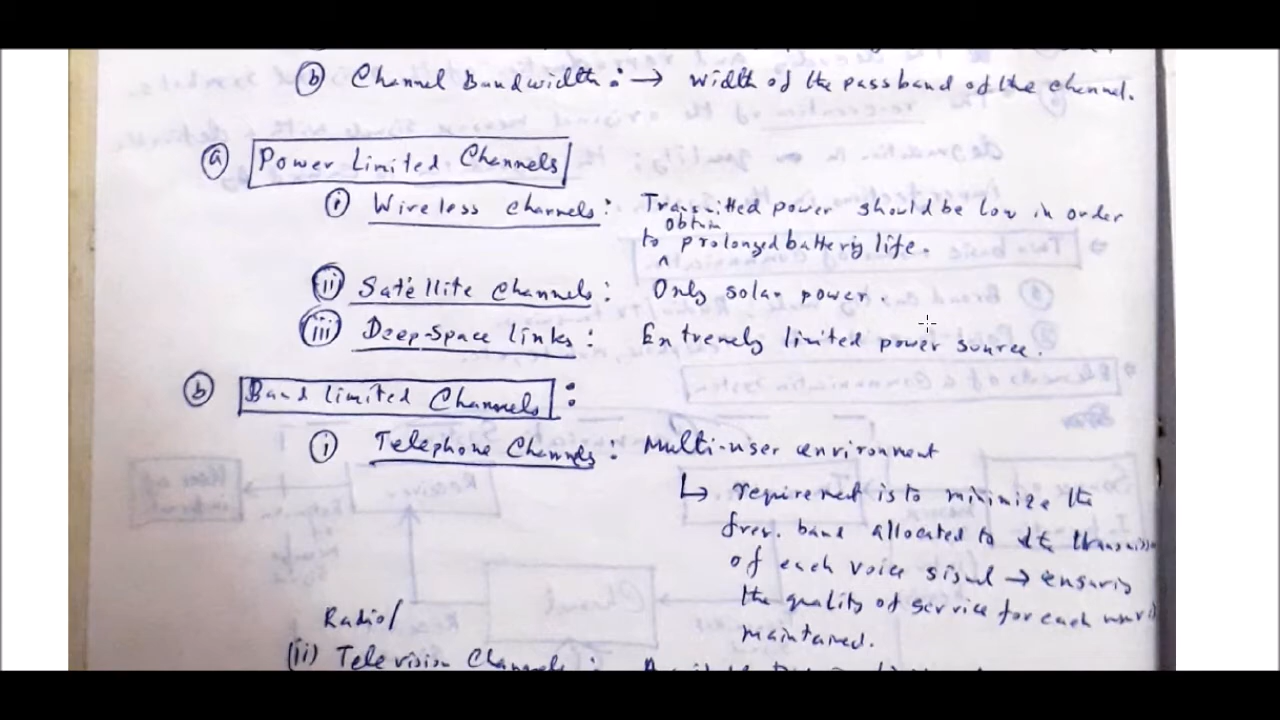 (b) Channel Bandwidth :→ Width of the passband of the channel.
(a) Power Limited Channels
(i) Wireless Channels : Transmitted power should be low in order
to obtain prolonged battery life.
(ii) Satellite Channels : Only solar power.
(iii) Deep-Space links : Extremely limited power source.
(b) Band limited Channels :
(i) Telephone Channels : Multi-user environment
↳ requirement is to minimize the
freq. band allocated to the transmission
of each voice signal → ensuring
the quality of service for each user is
maintained.
Radio/
(ii) Television Channels :